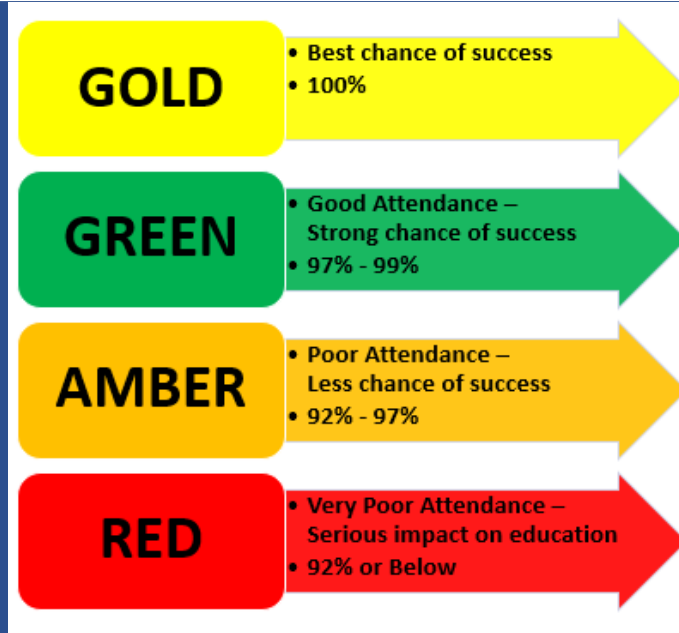 GOLD
• Best chance of success
• 100%
GREEN
• Good Attendance –
Strong chance of success
• 97% - 99%
AMBER
• Poor Attendance –
Less chance of success
• 92% - 97%
RED
• Very Poor Attendance –
Serious impact on education
• 92% or Below